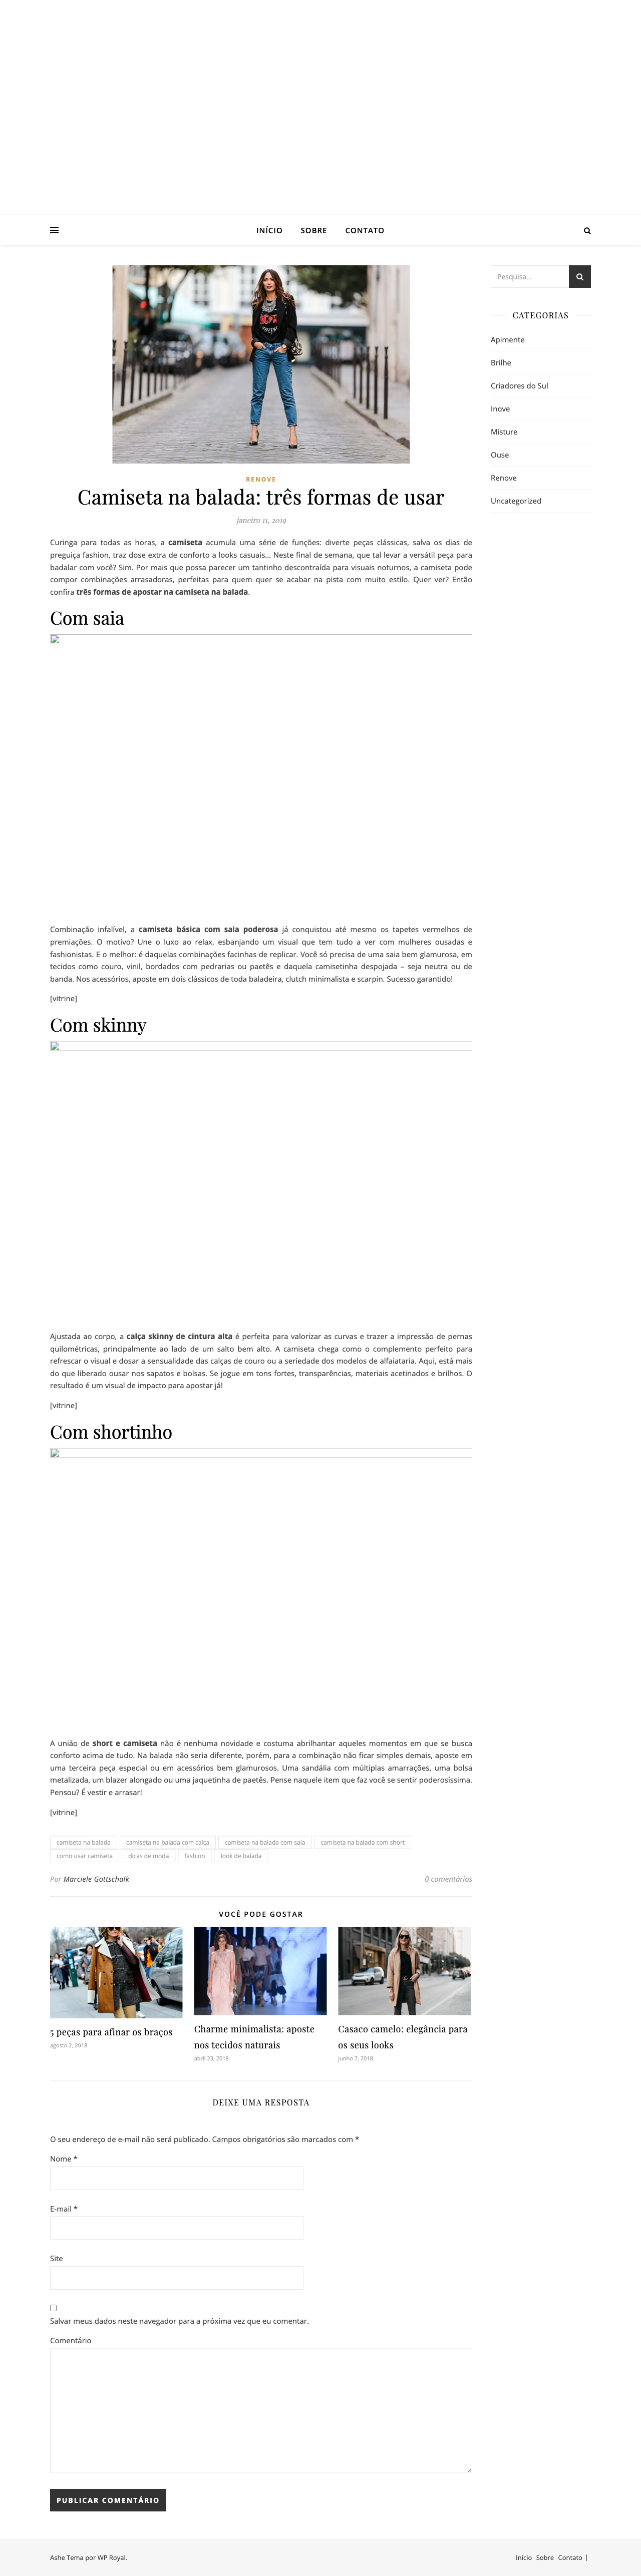 INÍCIO SOBRE CONTATO
RENOVE
Camiseta na balada: três formas de usar
janeiro 11, 2019
Curinga para todas as horas, a camiseta acumula uma série de funções: diverte peças clássicas, salva os dias de
preguiça fashion, traz dose extra de conforto a looks casuais... Neste final de semana, que tal levar a versátil peça para
badalar com você? Sim. Por mais que possa parecer um tantinho descontraída para visuais noturnos, a camiseta pode
compor combinações arrasadoras, perfeitas para quem quer se acabar na pista com muito estilo. Quer ver? Então
confira três formas de apostar na camiseta na balada.
Com saia
Combinação infalível, a camiseta básica com saia poderosa já conquistou até mesmo os tapetes vermelhos de
premiações. O motivo? Une o luxo ao relax, esbanjando um visual que tem tudo a ver com mulheres ousadas e
fashionistas. E o melhor: é daquelas combinações facinhas de replicar. Você só precisa de uma saia bem glamurosa, em
tecidos como couro, vinil, bordados com pedrarias ou paetês e daquela camisetinha despojada – seja neutra ou de
banda. Nos acessórios, aposte em dois clássicos de toda baladeira, clutch minimalista e scarpin. Sucesso garantido!
[vitrine]
Com skinny
Ajustada ao corpo, a calça skinny de cintura alta é perfeita para valorizar as curvas e trazer a impressão de pernas
quilométricas, principalmente ao lado de um salto bem alto. A camiseta chega como o complemento perfeito para
refrescar o visual e dosar a sensualidade das calças de couro ou a seriedade dos modelos de alfaiataria. Aqui, está mais
do que liberado ousar nos sapatos e bolsas. Se jogue em tons fortes, transparências, materiais acetinados e brilhos. O
resultado é um visual de impacto para apostar já!
[vitrine]
Com shortinho
A união de short e camiseta não é nenhuma novidade e costuma abrilhantar aqueles momentos em que se busca
conforto acima de tudo. Na balada não seria diferente, porém, para a combinação não ficar simples demais, aposte em
uma terceira peça especial ou em acessórios bem glamurosos. Uma sandália com múltiplas amarrações, uma bolsa
metalizada, um blazer alongado ou uma jaquetinha de paetês. Pense naquele item que faz você se sentir poderosíssima.
Pensou? É vestir e arrasar!
[vitrine]
camiseta na balada camiseta na balada com calça camiseta na balada com saia camiseta na balada com short
como usar camiseta dicas de moda fashion look de balada
Por Marciele Gottschalk 0 comentários
VOCÊ PODE GOSTAR
5 peças para afinar os braços
agosto 2, 2018
Charme minimalista: aposte
nos tecidos naturais
abril 23, 2018
Casaco camelo: elegância para
os seus looks
junho 7, 2018
DEIXE UMA RESPOSTA
O seu endereço de e-mail não será publicado. Campos obrigatórios são marcados com *
Nome *
E-mail *
Site
Salvar meus dados neste navegador para a próxima vez que eu comentar.
Comentário
PUBLICAR COMENTÁRIO
Pesquisa...
CATEGORIAS
Apimente
Brilhe
Criadores do Sul
Inove
Misture
Ouse
Renove
Uncategorized
Ashe Tema por WP Royal.
Início Sobre Contato |